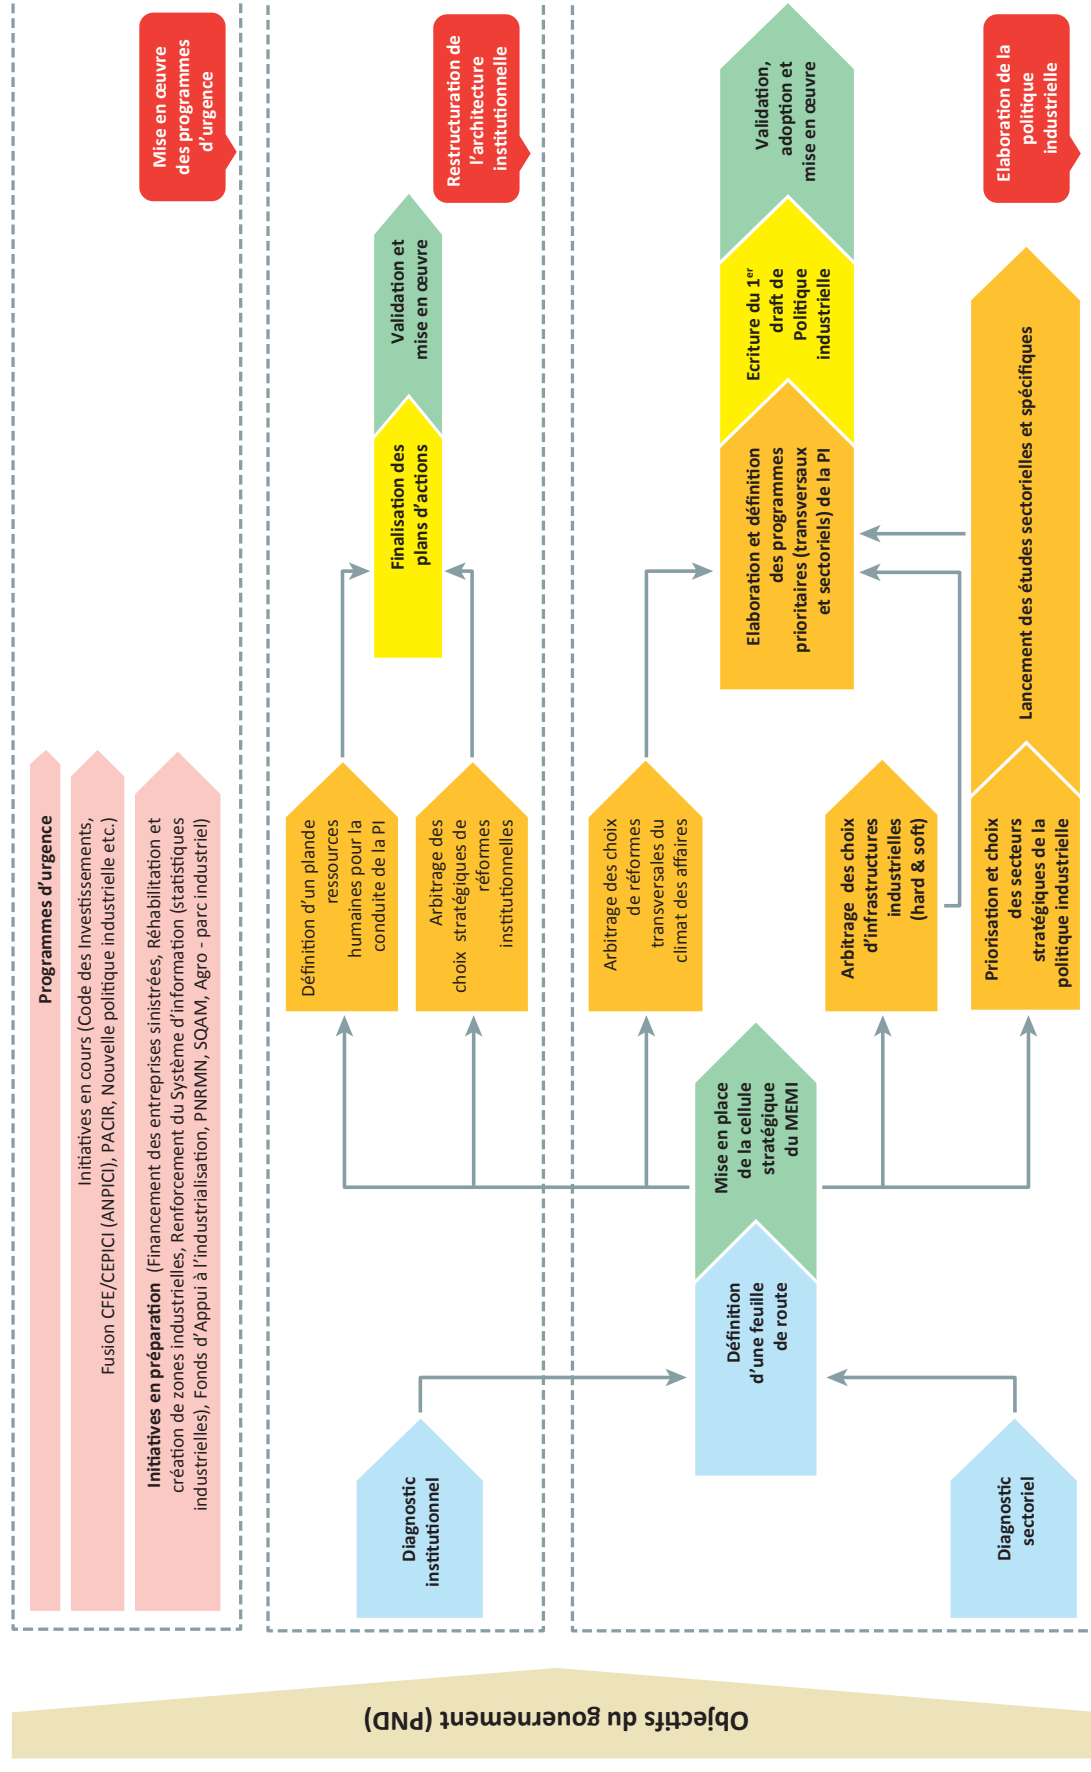 Objectifs du gouvernement (PND)
Programmes d’urgence
Initiatives en cours (Code des Investissements,
Fusion CFE/CEPICI (ANPICI), PACIR, Nouvelle politique industrielle etc.)
Initiatives en préparation (Financement des entreprises sinistrées, Réhabilitation et
création de zones industrielles, Renforcement du Système d’information (statistiques
industrielles), Fonds d’Appui à l’industrialisation, PNRMN, SQAM, Agro - parc industriel)
Mise en œuvre
des programmes
d’urgence
Diagnostic
institutionnel
Définition d’un plande
ressources
humaines pour la
conduite de la PI
Arbitrage des
choix stratégiques de
réformes
institutionnelles
Finalisation des
plans d’actions
Validation et
mise en œuvre
Restructuration de
l’architecture
institutionnelle
Définition
d’une feuille
de route
Mise en place
de la cellule
stratégique
du MEMI
Diagnostic
sectoriel
Arbitrage des choix
de réformes
transversales du
climat des affaires
Arbitrage des choix
d’infrastructures
industrielles
(hard & soft)
Priorisation et choix
des secteurs
stratégiques de la
politique industrielle
Elaboration et définition
des programmes
prioritaires (transversaux
et sectoriels) de la PI
Ecriture du 1er
draft de
Politique
industrielle
Validation,
adoption et
mise en œuvre
Lancement des études sectorielles et spécifiques
Elaboration de la
politique
industrielle